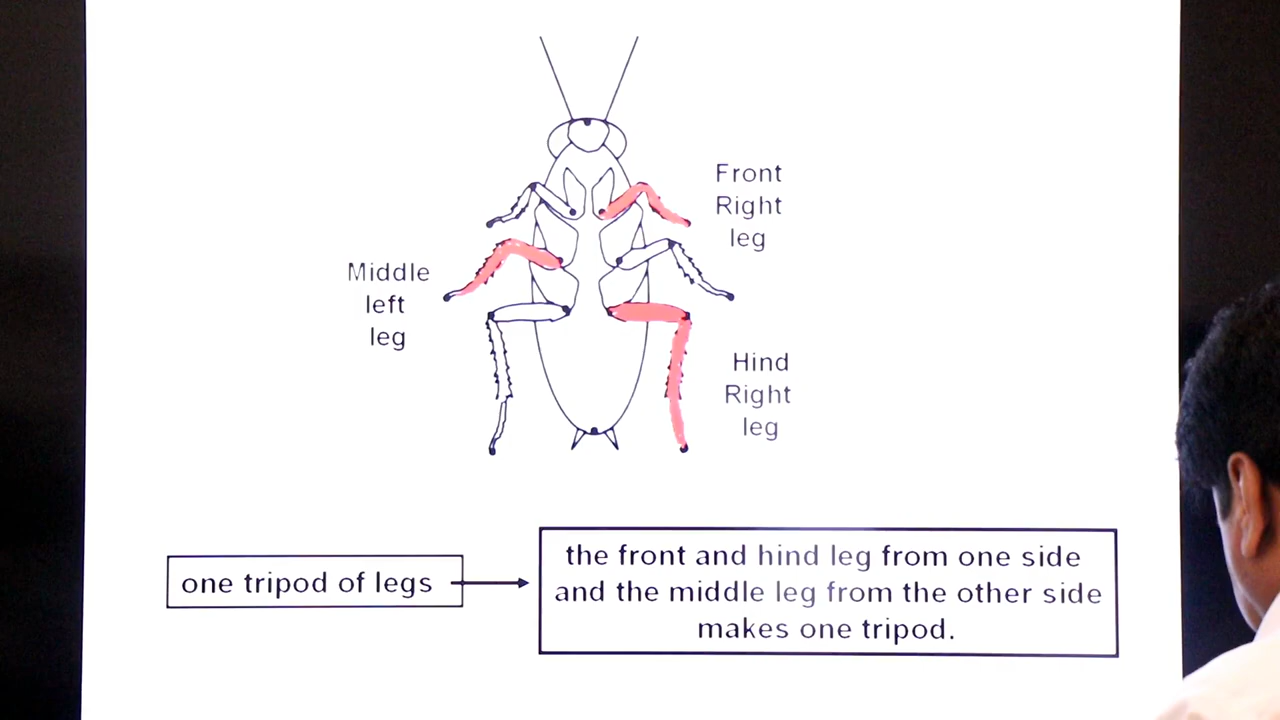 Front
Right
leg
Middle
left
leg
Hind
Right
leg
one tripod of legs
the front and hind leg from one side
and the middle leg from the other side
makes one tripod.